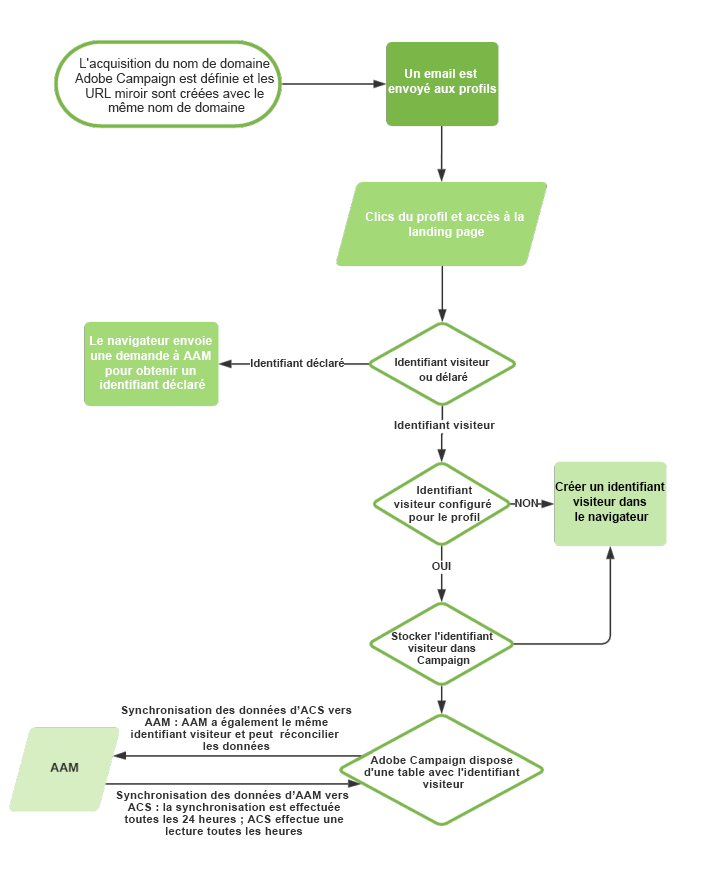 L'acquisition du nom de domaine
Adobe Campaign est définie et les
URL miroir sont créées avec le
même nom de domaine
Un email est
envoyé aux profils
Clics du profil et accès à la
landing page
Le navigateur envoie
une demande à AAM
pour obtenir un
identifiant déclaré
Identifiant déclaré
Identifiant visiteur
ou délaré
Identifiant visiteur
Identifiant
visiteur configuré
pour le profil
NON
Créer un identifiant
visiteur dans
le navigateur
OUI
Stocker l'identifiant
visiteur dans
Campaign
Synchronisation des données d’ACS vers
AAM : AAM a également le même
identifiant visiteur et peut réconcilier
les données
AAM
Adobe Campaign dispose
d'une table avec l'identifiant
visiteur
Synchronisation des données d’AAM vers
ACS : la synchronisation est effectuée
toutes les 24 heures ; ACS effectue une
lecture toutes les heures